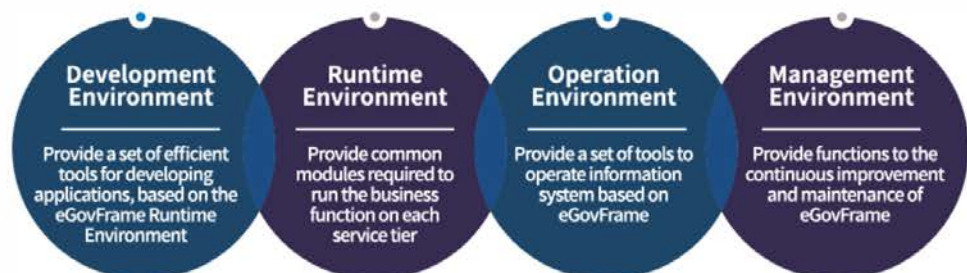 Development
Environment
Provide a set of efficient
tools for developing
applications, based on the
eGovFrame Runtime
Environment
Runtime
Environment
Provide common
modules required to
run the business
function on each
service tier
Operation
Environment
Provide a set of tools to
operate information
system based on
eGovFrame
Management
Environment
Provide functions to the
continuous improvement
and maintenance of
eGovFrame